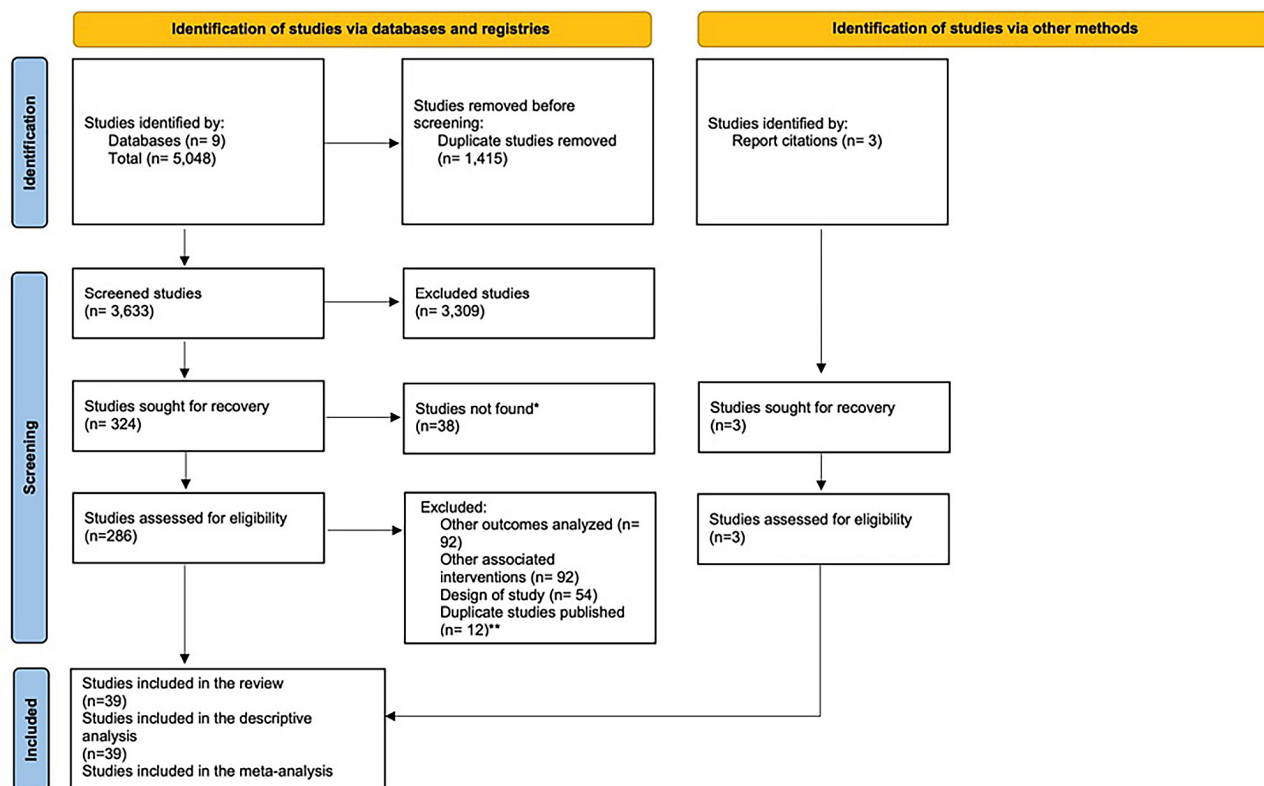 Identification of studies via databases and registries
Identification of studies via other methods
Identification
Studies identified by:
Databases (n= 9)
Total (n= 5,048)
Studies removed before
screening:
Duplicate studies removed
(n= 1,415)
Studies identified by:
Report citations (n= 3)
Screening
Screened studies
(n= 3,633)
Excluded studies
(n= 3,309)
Studies sought for recovery
(n= 324)
Studies not found*
(n=38)
Studies sought for recovery
(n=3)
Studies assessed for eligibility
(n=286)
Excluded:
Other outcomes analyzed (n=
92)
Other associated
interventions (n= 92)
Design of study (n= 54)
Duplicate studies published
(n= 12)**
Studies assessed for eligibility
(n=3)
Included
Studies included in the review
(n=39)
Studies included in the descriptive
analysis
(n=39)
Studies included in the meta-analysis